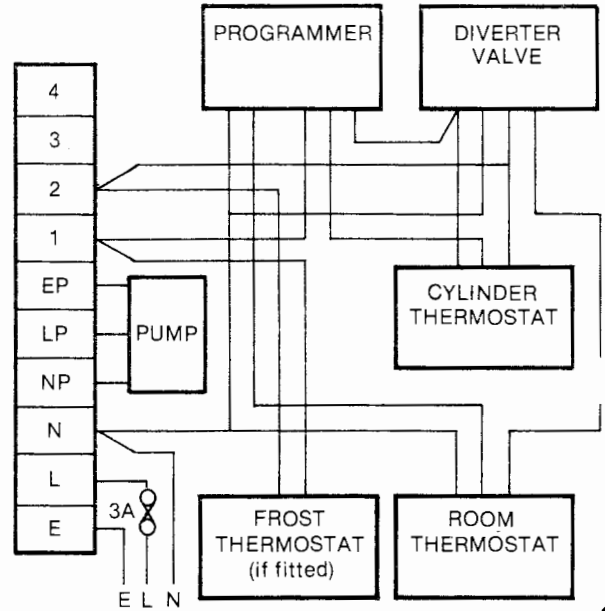 PROGRAMMER
DIVERTER
VALVE
4
3
2
1
EP
LP
NP
N
L
E
PUMP
CYLINDER
THERMOSTAT
3A
FROST
THERMOSTAT
(if fitted)
ROOM
THERMOSTAT
E L N